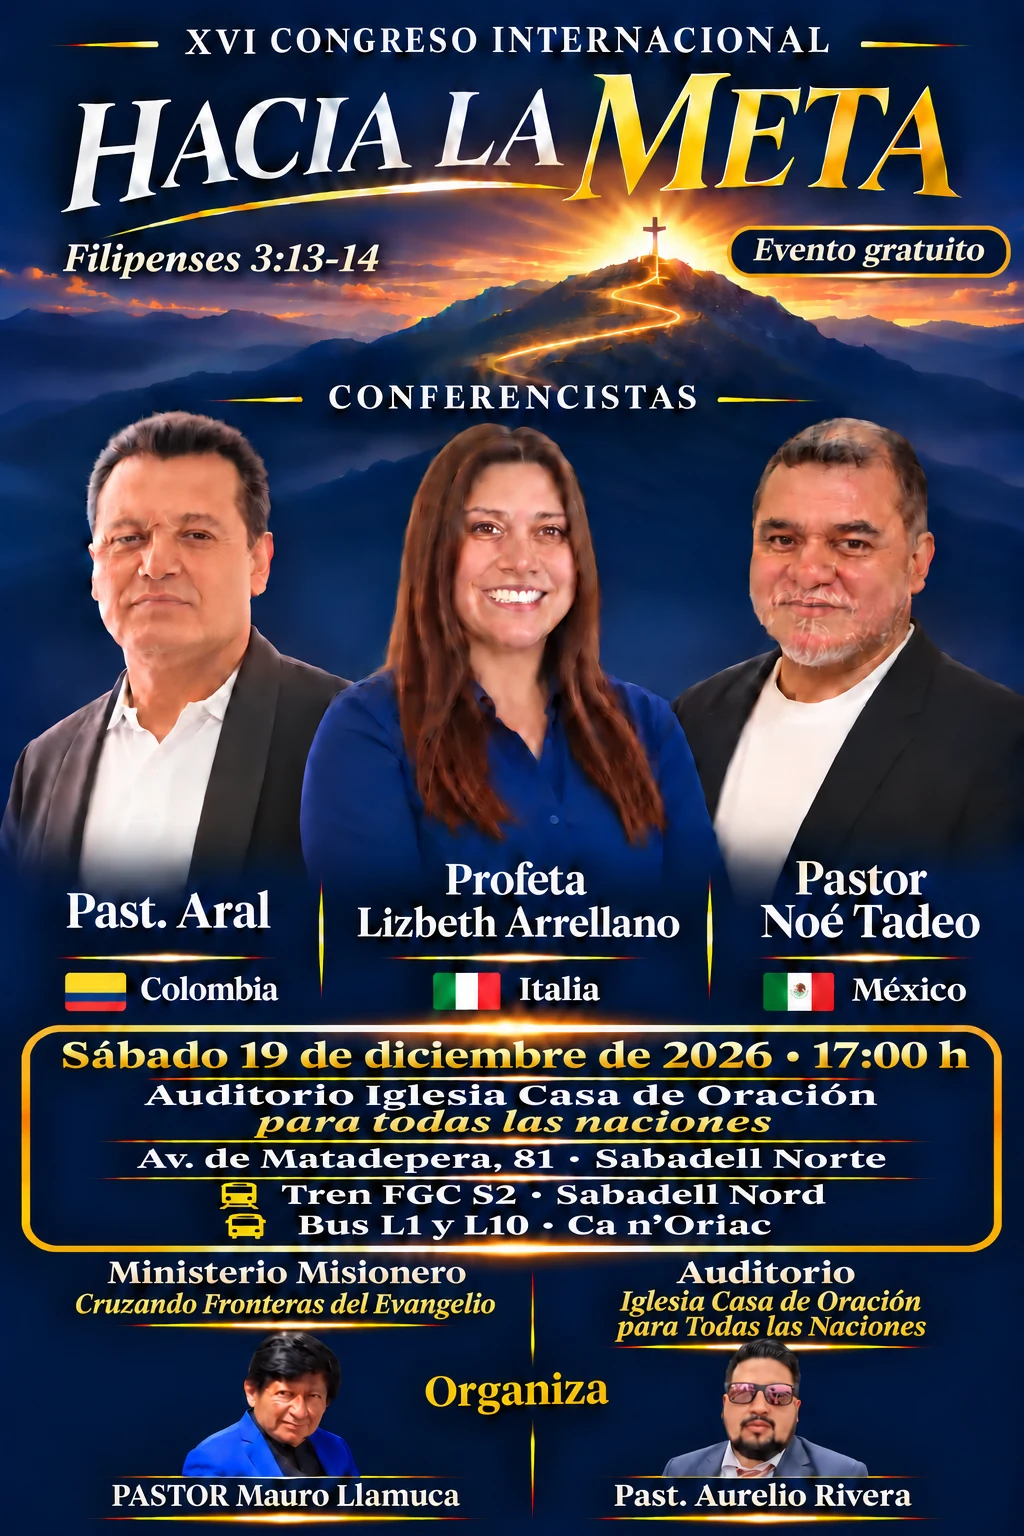 XVI CONGRESO INTERNACIONAL
HACIA LA META
Filipenses 3:13-14
Evento gratuito
CONFERENCISTAS
Past. Aral
Colombia
Profeta
Lizbeth Arrellano
Italia
Pastor
Noé Tadeo
México
Sábado 19 de diciembre de 2026 • 17:00 h
Auditorio Iglesia Casa de Oración
para todas las naciones
Av. de Matadepera, 81 • Sabadell Norte
Tren FGC S2 • Sabadell Nord
Bus L1 y L10 • Ca n’Oriac
Ministerio Misionero
Cruzando Fronteras del Evangelio
Auditorio
Iglesia Casa de Oración
para Todas las Naciones
Organiza
PASTOR Mauro Llamuca
Past. Aurelio Rivera